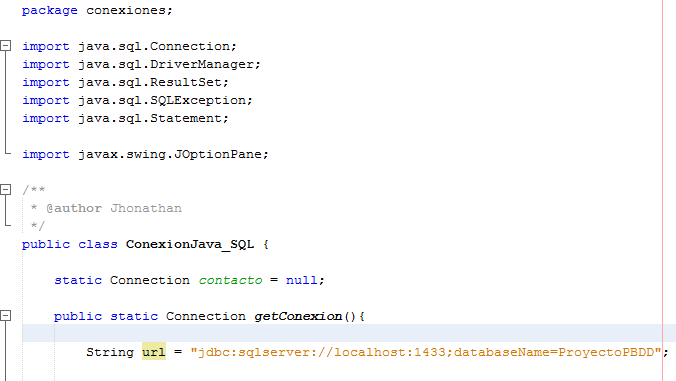 package conexiones;
import java.sql.Connection;
import java.sql.DriverManager;
import java.sql.ResultSet;
import java.sql.SQLException;
import java.sql.Statement;
import javax.swing.JOptionPane;
/**
 * @author Jhonathan
 */
public class ConexionJava_SQL {
    static Connection contacto = null;
    public static Connection getConexion(){
        String url = "jdbc:sqlserver://localhost:1433;databaseName=ProyectoPBDD";